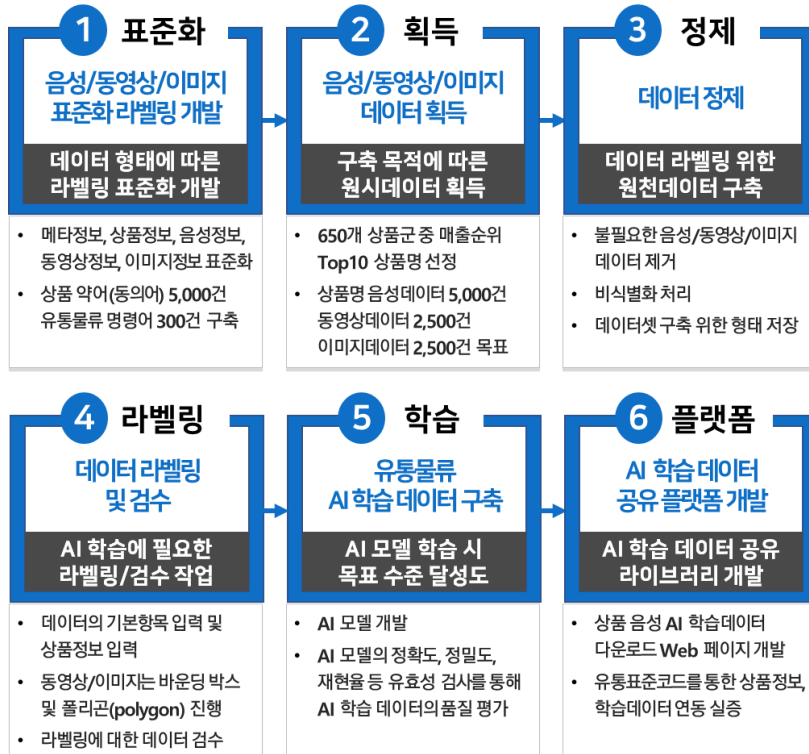 1 표준화
음성/동영상/이미지
표준화 라벨링 개발
데이터 형태에 따른
라벨링 표준화 개발
• 메타정보, 상품정보, 음성정보,
동영상정보, 이미지정보 표준화
• 상품 약어(동의어) 5,000건
유통물류 명령어 300건 구축
2 획득
음성/동영상/이미지
데이터 획득
구축 목적에 따른
원시데이터 획득
• 650개 상품군 중 매출순위
Top10 상품명 선정
• 상품명 음성데이터 5,000건
동영상데이터 2,500건
이미지데이터 2,500건 목표
3 정제
데이터 정제
데이터 라벨링 위한
원천데이터 구축
• 불필요한 음성/동영상/이미지
데이터 제거
• 비식별화 처리
• 데이터셋 구축 위한 형태 저장
4 라벨링
데이터 라벨링
및 검수
AI 학습에 필요한
라벨링/검수 작업
• 데이터의 기본항목 입력 및
상품정보 입력
• 동영상/이미지는 바운딩 박스
및 폴리곤(polygon) 진행
• 라벨링에 대한 데이터 검수
5 학습
유통물류
AI 학습 데이터 구축
AI 모델 학습 시
목표 수준 달성도
• AI 모델 개발
• AI 모델의 정확도, 정밀도,
재현율 등 유효성 검사를 통해
AI 학습 데이터의 품질 평가
6 플랫폼
AI 학습 데이터
공유 플랫폼 개발
AI 학습 데이터 공유
라이브러리 개발
• 상품 음성 AI 학습데이터
다운로드 Web 페이지 개발
• 유통표준코드를 통한 상품정보,
학습데이터 연동 실증